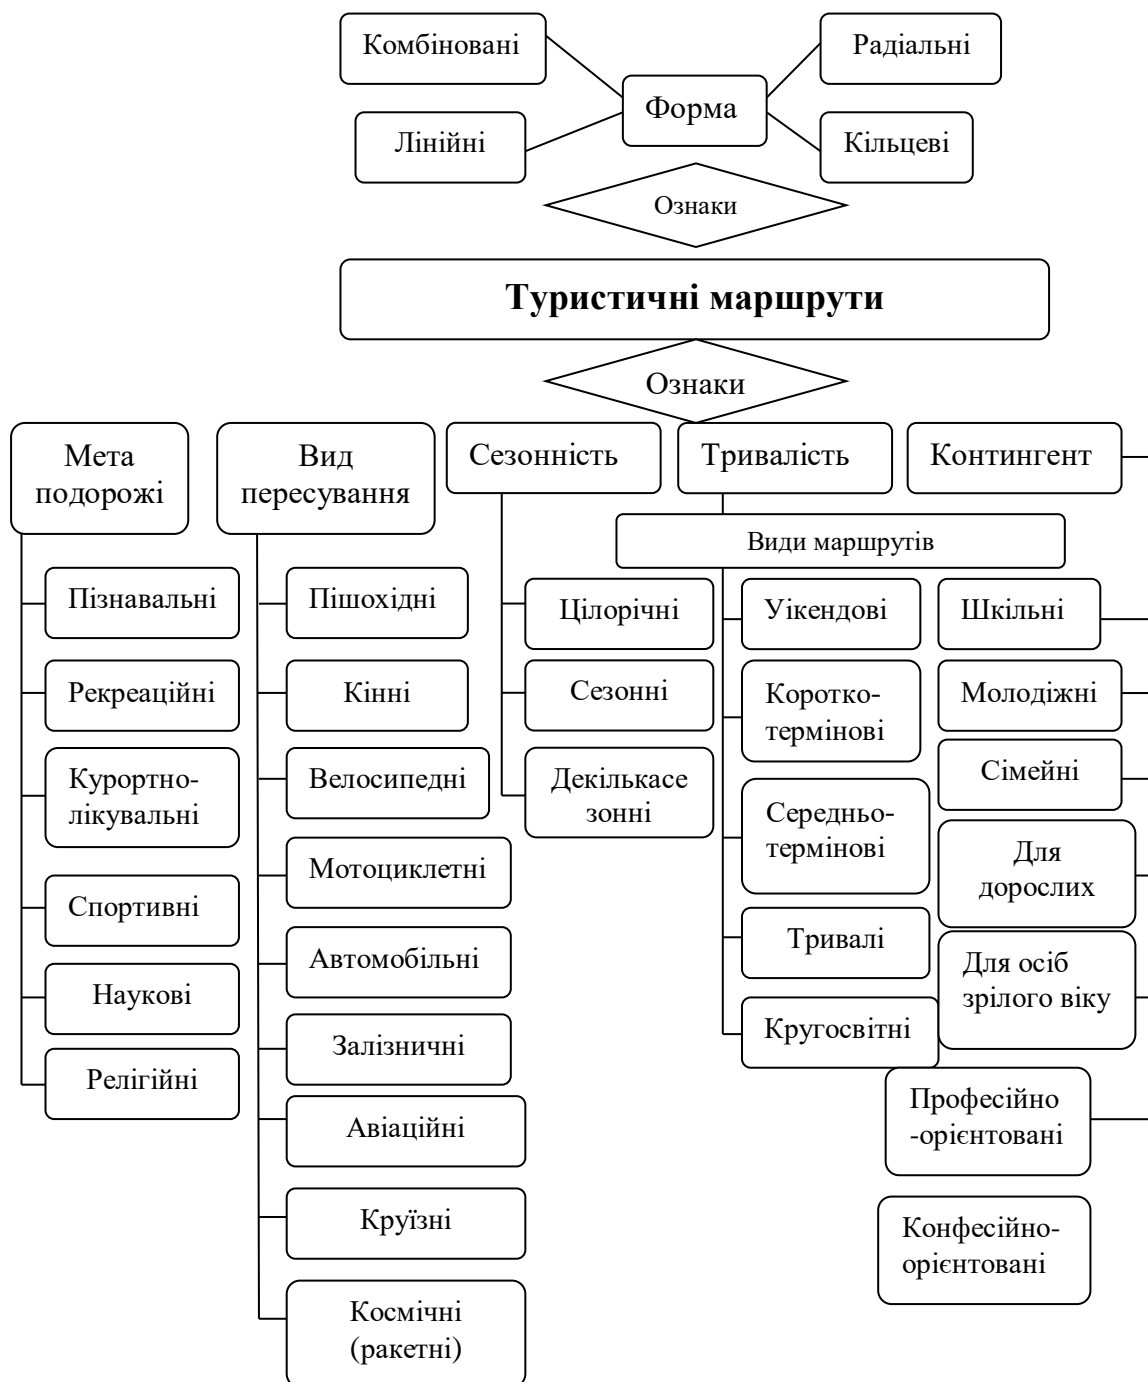 Комбіновані
Радіальні
Форма
Лінійні
Кільцеві
Ознаки
Туристичні маршрути
Ознаки
Мета
подорожі
Вид
пересування
Сезонність
Тривалість
Контингент
Види маршрутів
Пізнавальні
Рекреаційні
Курортно-
лікувальні
Спортивні
Наукові
Релігійні
Пішохідні
Кінні
Велосипедні
Мотоциклетні
Автомобільні
Залізничні
Авіаційні
Круїзні
Космічні
(ракетні)
Цілорічні
Сезонні
Декількасе
зонні
Уікендові
Коротко-
термінові
Середньо-
термінові
Тривалі
Кругосвітні
Шкільні
Молодіжні
Сімейні
Для
дорослих
Для осіб
зрілого віку
Професійно
-орієнтовані
Конфесійно-
орієнтовані